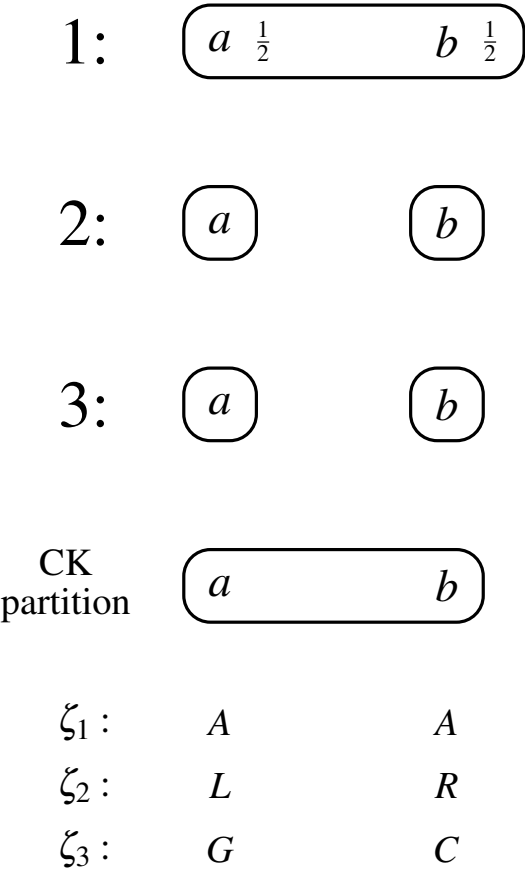 1: a 1/2 b 1/2
2: a b
3: a b
CK
partition
a b
ζ₁ : A A
ζ₂ : L R
ζ₃ : G C